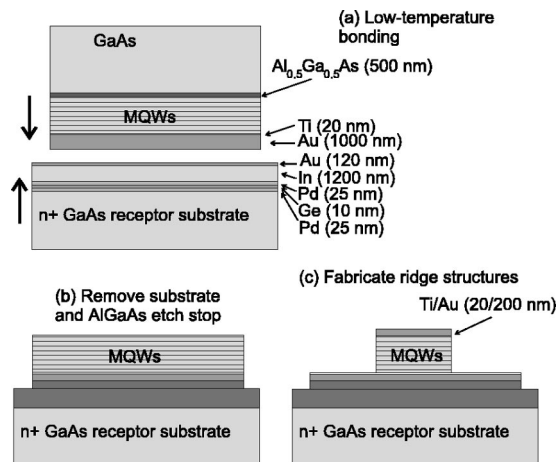 (a) Low-temperature
bonding
GaAs
Al0.5Ga0.5As (500 nm)
MQWs
Ti (20 nm)
Au (1000 nm)
Au (120 nm)
In (1200 nm)
Pd (25 nm)
Ge (10 nm)
Pd (25 nm)
n+ GaAs receptor substrate
(b) Remove substrate
and AlGaAs etch stop
MQWs
n+ GaAs receptor substrate
(c) Fabricate ridge structures
Ti/Au (20/200 nm)
MQWs
n+ GaAs receptor substrate